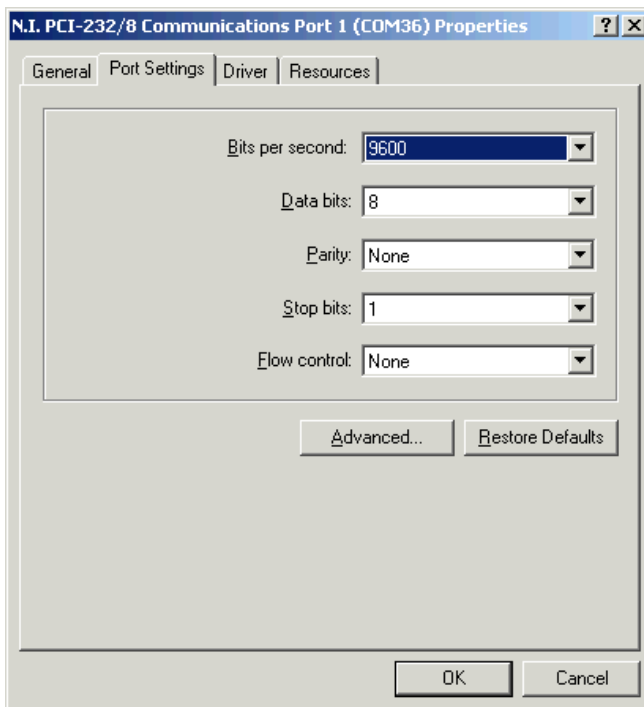 N.I. PCI-232/8 Communications Port 1 (COM36) Properties ? X
General Port Settings Driver Resources
Bits per second: 9600
Data bits: 8
Parity: None
Stop bits: 1
Flow control: None
Advanced... Restore Defaults
OK Cancel